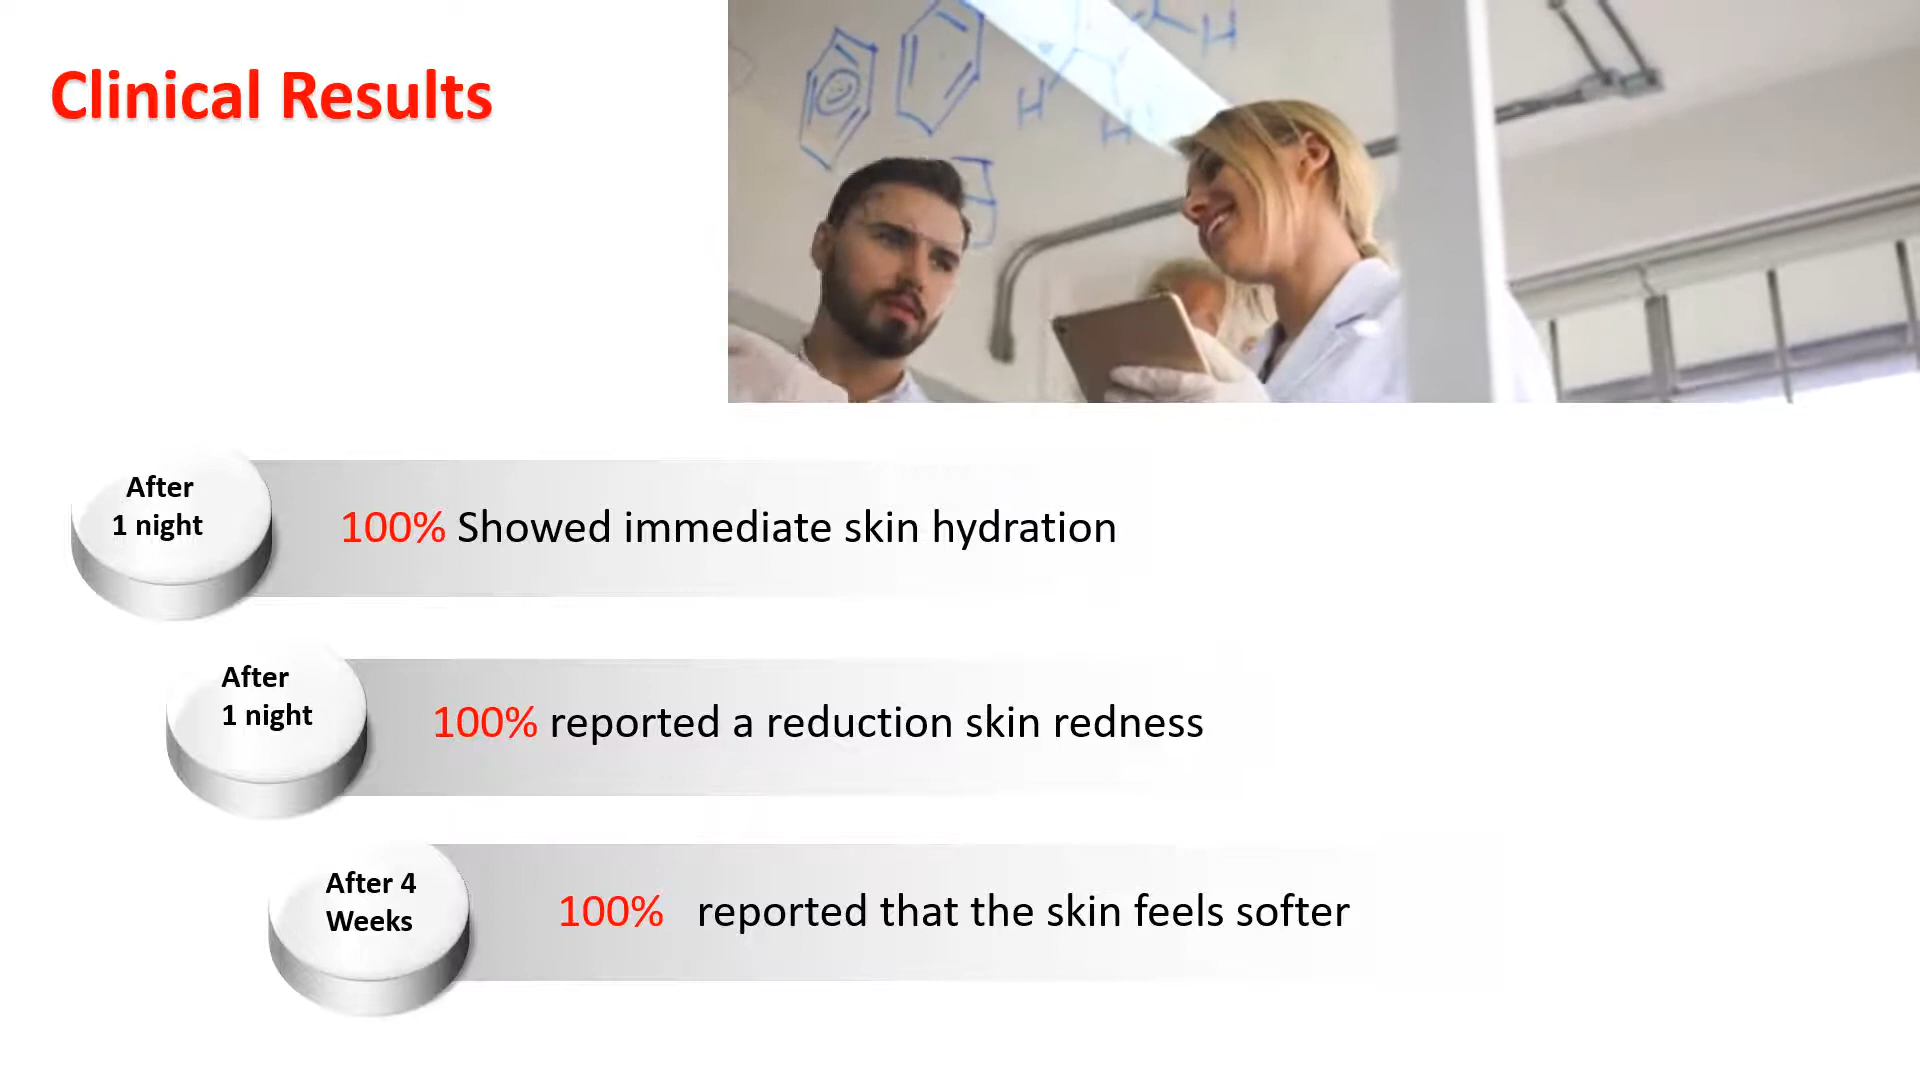 Clinical Results
H
H
H
After
1 night
100% Showed immediate skin hydration
After
1 night
100% reported a reduction skin redness
After 4
Weeks
100% reported that the skin feels softer